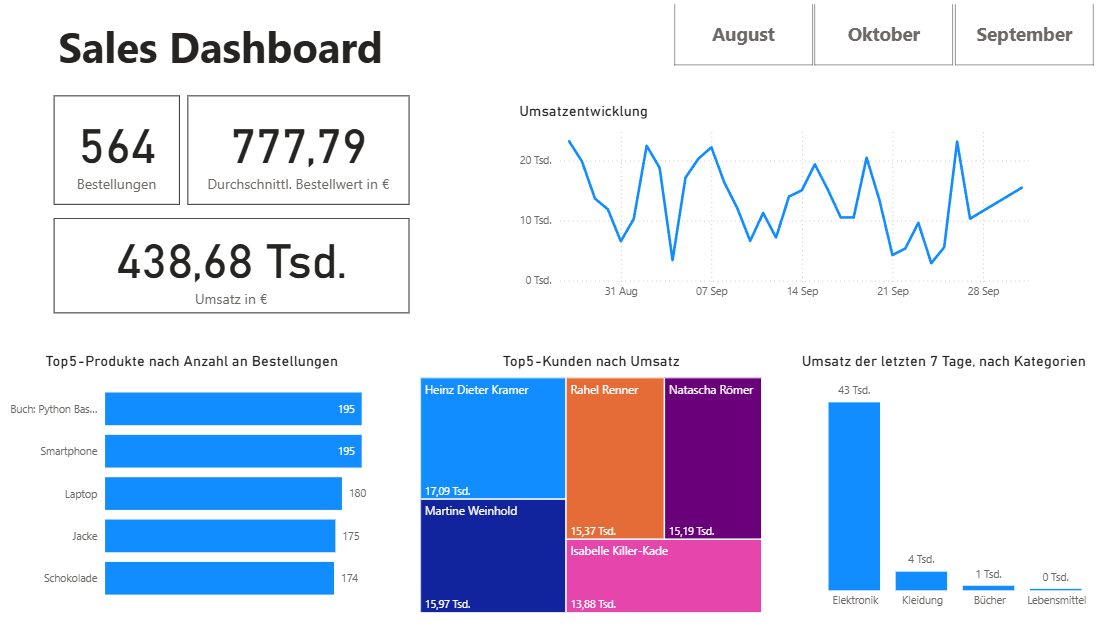 Sales Dashboard
August
Oktober
September
564
Bestellungen
777,79
Durchschnittl. Bestellwert in €
438,68 Tsd.
Umsatz in €
Umsatzentwicklung
20 Tsd.
10 Tsd.
0 Tsd.
31 Aug
07 Sep
14 Sep
21 Sep
28 Sep
Top5-Produkte nach Anzahl an Bestellungen
Buch: Python Bas...
195
Smartphone
195
Laptop
180
Jacke
175
Schokolade
174
Top5-Kunden nach Umsatz
Heinz Dieter Kramer
17,09 Tsd.
Martine Weinhold
15,97 Tsd.
Rahel Renner
15,37 Tsd.
Natascha Römer
15,19 Tsd.
Isabelle Killer-Kade
13,88 Tsd.
Umsatz der letzten 7 Tage, nach Kategorien
43 Tsd.
4 Tsd.
1 Tsd.
0 Tsd.
Elektronik
Kleidung
Bücher
Lebensmittel